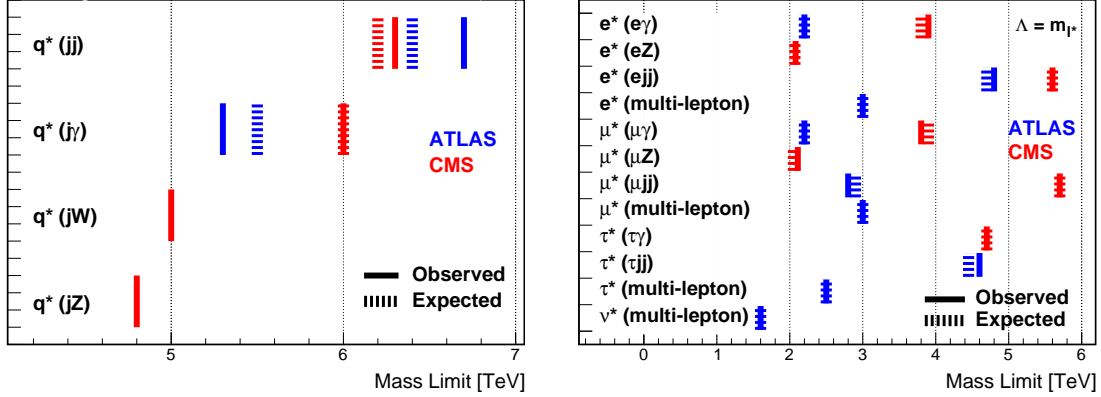 q* (jj)
q* (jγ)
q* (jW)
q* (jZ)
ATLAS
CMS
Observed
Expected
5 6 7
Mass Limit [TeV]
e* (eγ)
e* (eZ)
e* (ejj)
e* (multi-lepton)
μ* (μγ)
μ* (μZ)
μ* (μjj)
μ* (multi-lepton)
τ* (τγ)
τ* (τjj)
τ* (multi-lepton)
ν* (multi-lepton)
Λ = m_l*
ATLAS
CMS
Observed
Expected
0 1 2 3 4 5 6
Mass Limit [TeV]